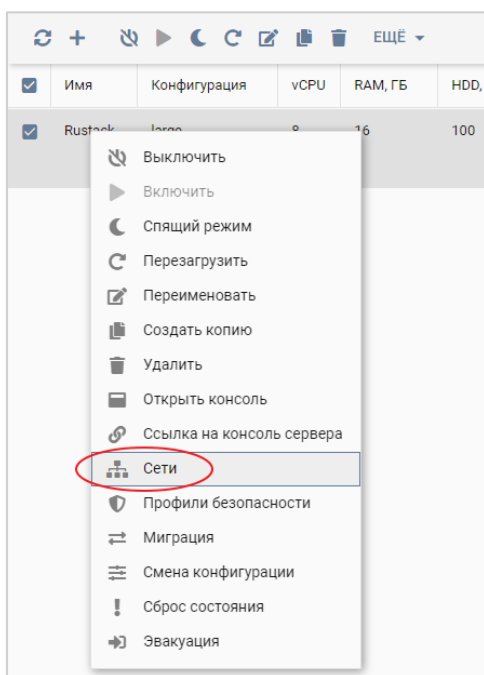 ЕЩЁ
Имя Конфигурация vCPU RAM, ГБ HDD,
Rustack large 8 16 100
Выключить
Включить
Спящий режим
Перезагрузить
Переименовать
Создать копию
Удалить
Открыть консоль
Ссылка на консоль сервера
Сети
Профили безопасности
Миграция
Смена конфигурации
Сброс состояния
Эвакуация